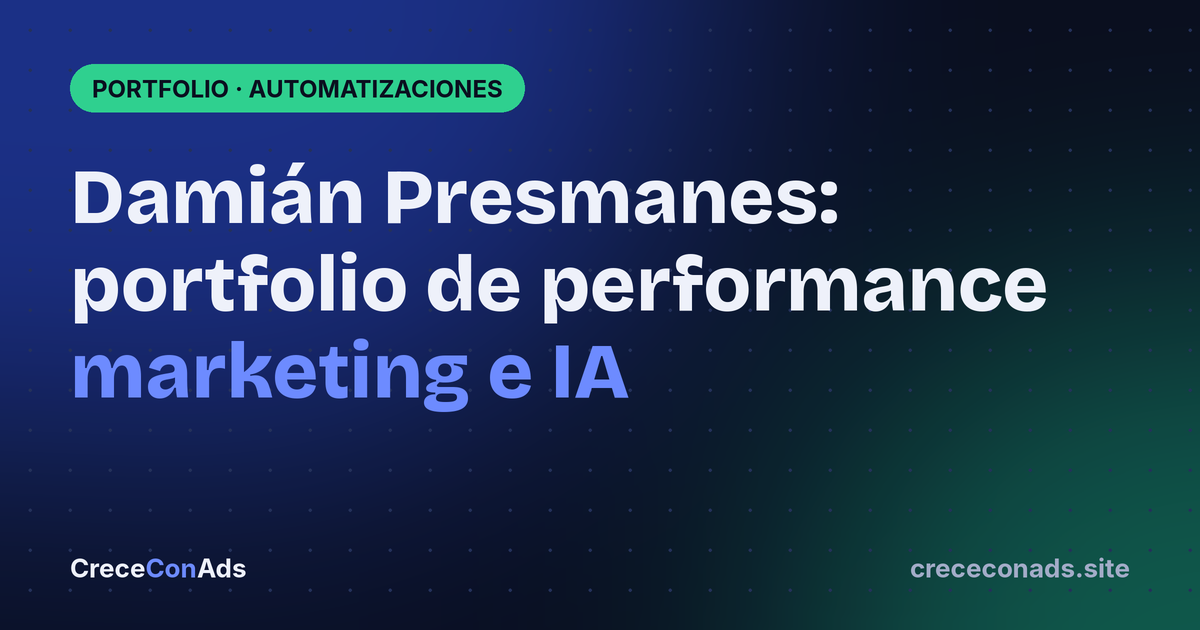 PORTFOLIO · AUTOMATIZACIONES
Damián Presmanes:
portfolio de performance
marketing e IA
CreceConAds
crececonads.site